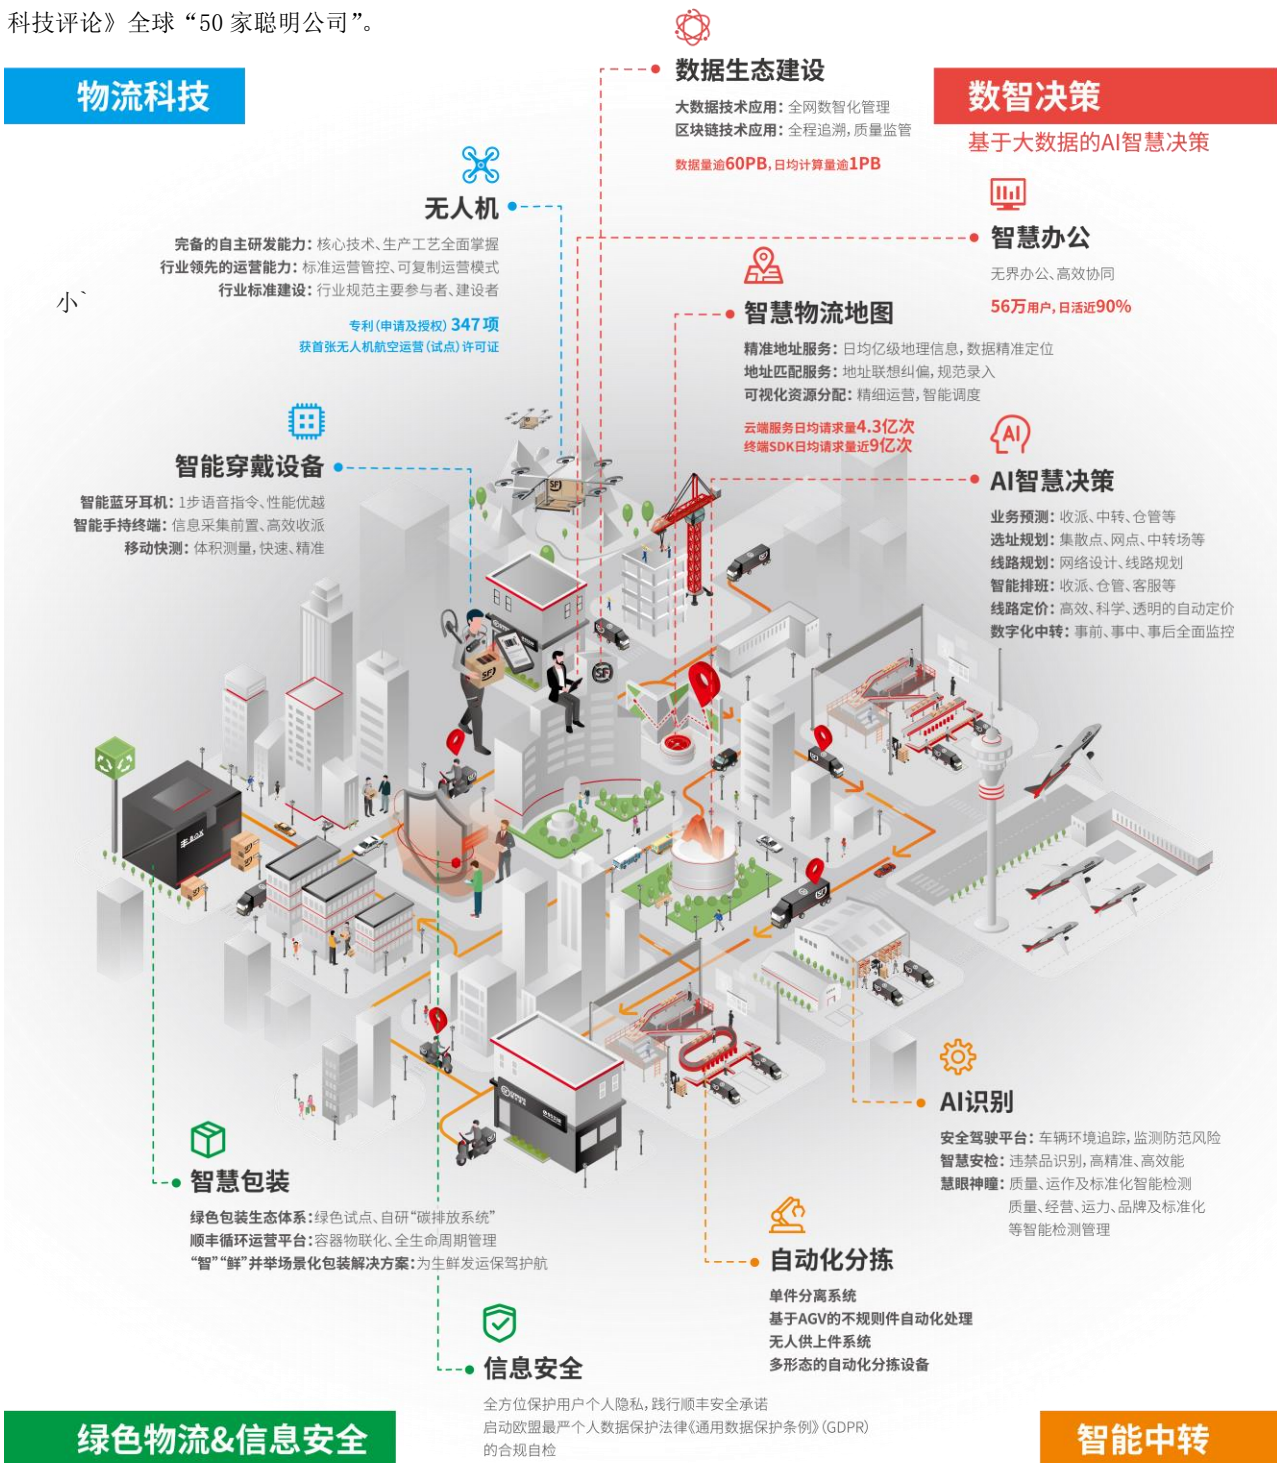 科技评论》全球“50 家聪明公司”。
物流科技
数智决策
基于大数据的AI智慧决策
数据生态建设
大数据技术应用：全网数智化管理
区块链技术应用：全程追溯，质量监管
数据量逾60PB，日均计算量逾1PB
无人机
完备的自主研发能力：核心技术、生产工艺全面掌握
行业领先的运营能力：标准运营管控、可复制运营模式
行业标准建设：行业规范主要参与者、建设者
专利（申请及授权）347 项
获首张无人机航空运营（试点）许可证
小`
智慧办公
无界办公、高效协同
56万用户，日活近90%
智慧物流地图
精准地址服务：日均亿级地理信息，数据精准定位
地址匹配服务：地址联想纠偏，规范录入
可视化资源分配：精细运营，智能调度
云端服务日均请求量4.3亿次
终端SDK日均请求量近9亿次
智能穿戴设备
智能蓝牙耳机：1步语音指令、性能优越
智能手持终端：信息采集前置、高效收派
移动快测：体积测量，快速、精准
AI
AI智慧决策
业务预测：收派、中转、仓管等
选址规划：集散点、网点、中转场等
线路规划：网络设计、线路规划
智能排班：收派、仓管、客服等
线路定价：高效、科学、透明的自动定价
数字化中转：事前、事中、事后全面监控
SF
SF
SF
丰BOX
AI
AI识别
安全驾驶平台：车辆环境追踪，监测防范风险
智慧安检：违禁品识别，高精准、高效能
慧眼神瞳：质量、运作及标准化智能检测
质量、经营、运力、品牌及标准化
等智能检测管理
智慧包装
绿色包装生态体系：绿色试点、自研“碳排放系统”
顺丰循环运营平台：容器物联化、全生命周期管理
“智”“鲜”并举场景化包装解决方案：为生鲜发运保驾护航
自动化分拣
单件分离系统
基于AGV的不规则件自动化处理
无人供上件系统
多形态的自动化分拣设备
信息安全
全方位保护用户个人隐私，践行顺丰安全承诺
启动欧盟最严个人数据保护法律《通用数据保护条例》（GDPR）
的合规自检
绿色物流&信息安全
智能中转